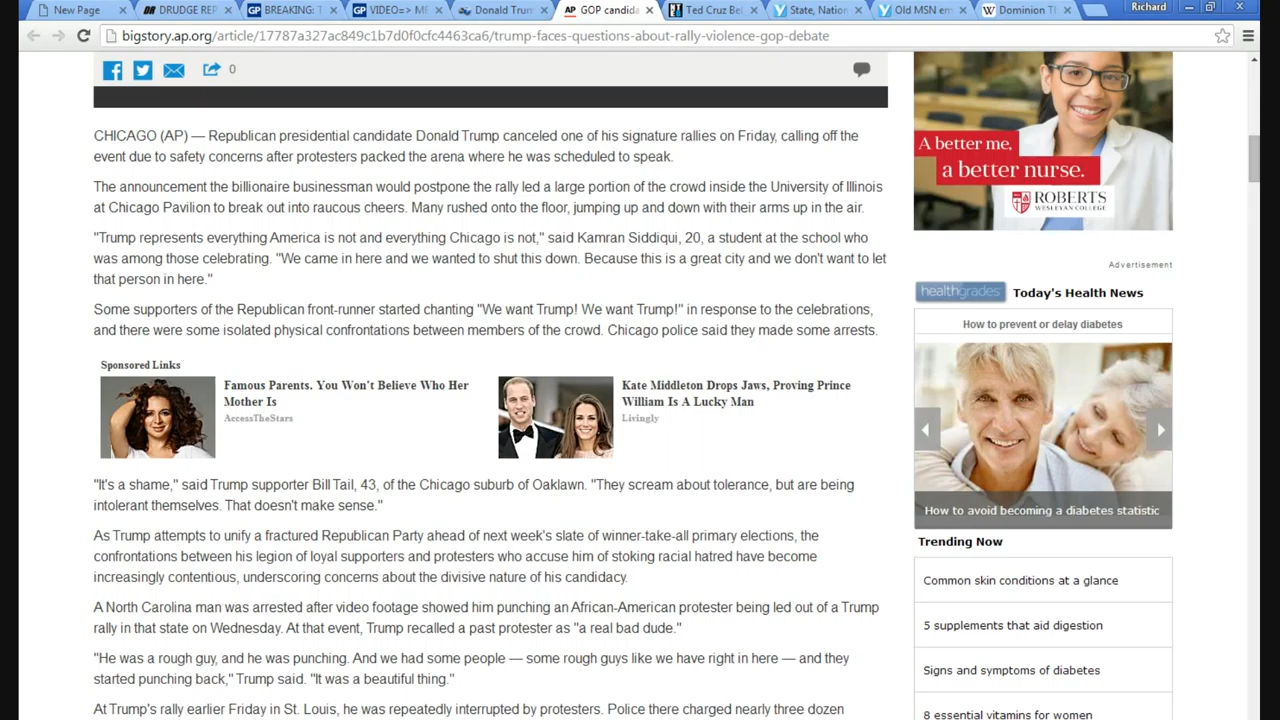 New Page
DRUDGE REP
BREAKING: T
VIDEO=> ME
Donald Trum
GOP candida
Ted Cruz Be
State, Nation
Old MSN em
Dominion Th
Richard
bigstory.ap.org/article/17787a327ac849c1b7d0f0cfc4463ca6/trump-faces-questions-about-rally-violence-gop-debate
0
CHICAGO (AP) — Republican presidential candidate Donald Trump canceled one of his signature rallies on Friday, calling off the
event due to safety concerns after protesters packed the arena where he was scheduled to speak.
The announcement the billionaire businessman would postpone the rally led a large portion of the crowd inside the University of Illinois
at Chicago Pavilion to break out into raucous cheers. Many rushed onto the floor, jumping up and down with their arms up in the air.
"Trump represents everything America is not and everything Chicago is not," said Kamran Siddiqui, 20, a student at the school who
was among those celebrating. "We came in here and we wanted to shut this down. Because this is a great city and we don't want to let
that person in here."
Some supporters of the Republican front-runner started chanting "We want Trump! We want Trump!" in response to the celebrations,
and there were some isolated physical confrontations between members of the crowd. Chicago police said they made some arrests.
Sponsored Links
Famous Parents. You Won't Believe Who Her
Mother Is
AccessTheStars
Kate Middleton Drops Jaws, Proving Prince
William Is A Lucky Man
Livingly
"It's a shame," said Trump supporter Bill Tail, 43, of the Chicago suburb of Oaklawn. "They scream about tolerance, but are being
intolerant themselves. That doesn't make sense."
As Trump attempts to unify a fractured Republican Party ahead of next week's slate of winner-take-all primary elections, the
confrontations between his legion of loyal supporters and protesters who accuse him of stoking racial hatred have become
increasingly contentious, underscoring concerns about the divisive nature of his candidacy.
A North Carolina man was arrested after video footage showed him punching an African-American protester being led out of a Trump
rally in that state on Wednesday. At that event, Trump recalled a past protester as "a real bad dude."
"He was a rough guy, and he was punching. And we had some people — some rough guys like we have right in here — and they
started punching back," Trump said. "It was a beautiful thing."
At Trump's rally earlier Friday in St. Louis, he was repeatedly interrupted by protesters. Police there charged nearly three dozen
A better me,
a better nurse.
ROBERTS
WESLEYAN COLLEGE
Advertisement
healthgrades Today's Health News
How to prevent or delay diabetes
How to avoid becoming a diabetes statistic
Trending Now
Common skin conditions at a glance
5 supplements that aid digestion
Signs and symptoms of diabetes
8 essential vitamins for women